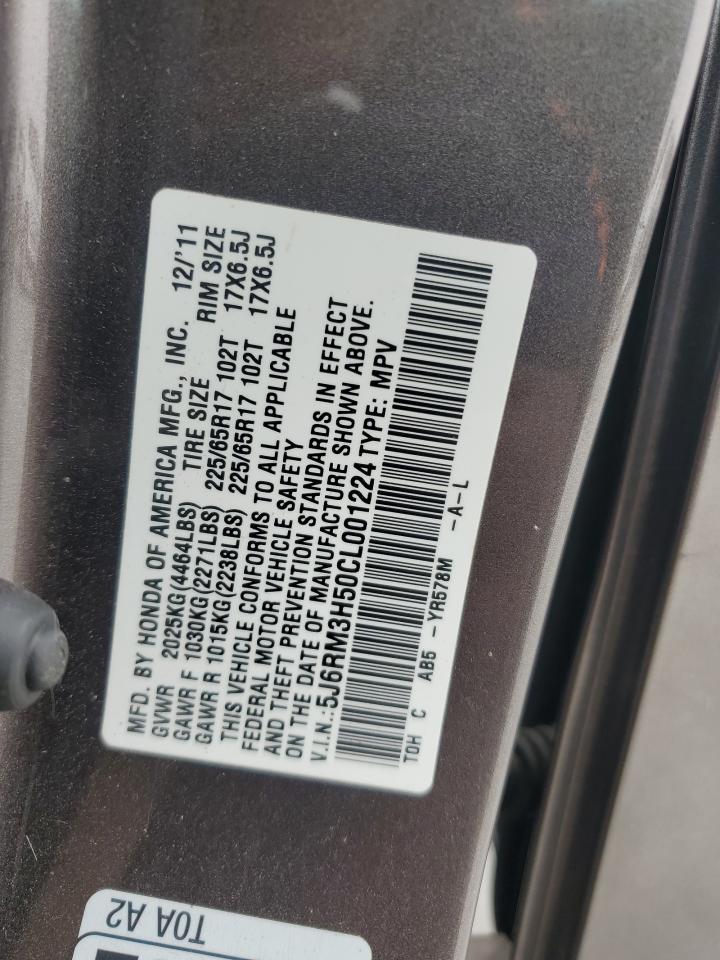 MFD. BY HONDA OF AMERICA MFG., INC. 12/'11
GVWR 2025KG(4464LBS) TIRE SIZE RIM SIZE
GAWR F 1030KG(2271LBS) 225/65R17 102T 17X6.5J
GAWR R 1015KG(2238LBS) 225/65R17 102T 17X6.5J
THIS VEHICLE CONFORMS TO ALL APPLICABLE
FEDERAL MOTOR VEHICLE SAFETY
AND THEFT PREVENTION STANDARDS IN EFFECT
ON THE DATE OF MANUFACTURE SHOWN ABOVE.
V.I.N.:5J6RM3H50CL001224 TYPE: MPV
TOH C AB5 -YR578M -A-L
TOA A2